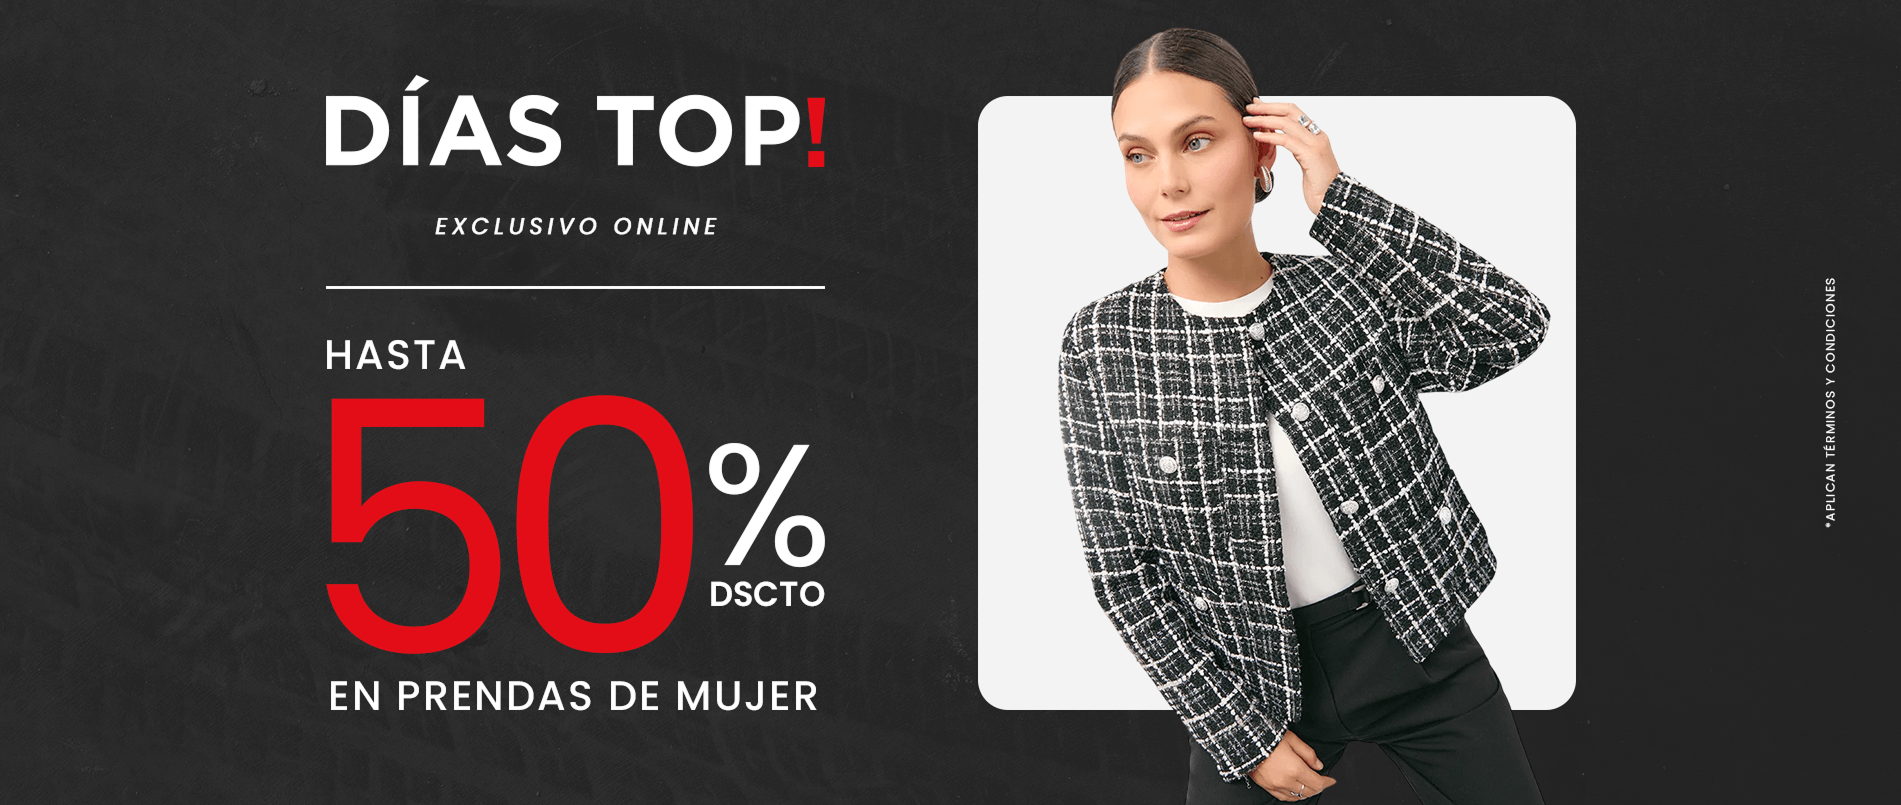 DÍAS TOP!
EXCLUSIVO ONLINE
HASTA
50%
DSCTO
EN PRENDAS DE MUJER
*APLICAN TÉRMINOS Y CONDICIONES